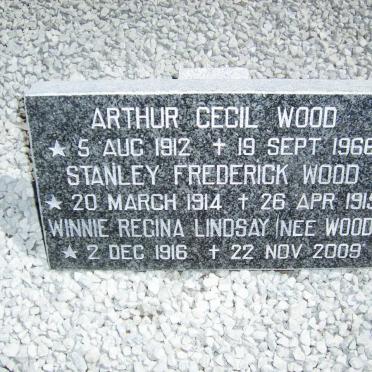 ARTHUR CECIL WOOD
★ 5 AUG 1912 ✝ 19 SEPT 1966
STANLEY FREDERICK WOOD
★ 20 MARCH 1914 ✝ 26 APR 1915
WINNIE REGINA LINDSAY (NEE WOOD)
★ 2 DEC 1916 ✝ 22 NOV 2009